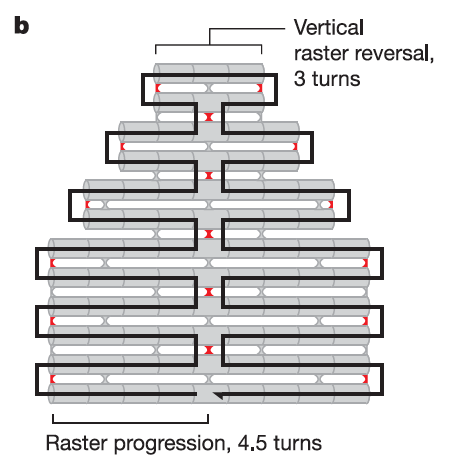 b
Vertical
raster reversal,
3 turns
Raster progression, 4.5 turns